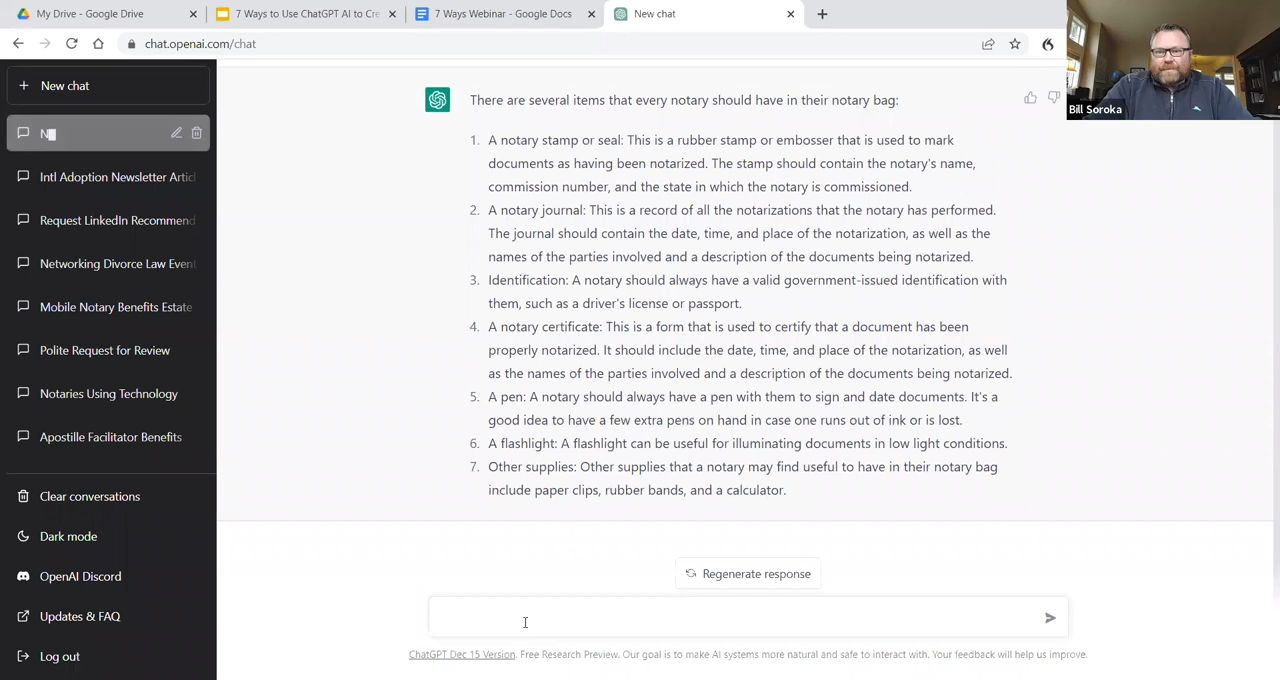 My Drive - Google Drive
7 Ways to Use ChatGPT AI to Cre
7 Ways Webinar - Google Docs
New chat
chat.openai.com/chat
Bill Soroka
New chat
N
Intl Adoption Newsletter Artic
Request LinkedIn Recommend
Networking Divorce Law Even
Mobile Notary Benefits Estate
Polite Request for Review
Notaries Using Technology
Apostille Facilitator Benefits
Clear conversations
Dark mode
OpenAI Discord
Updates & FAQ
Log out
There are several items that every notary should have in their notary bag:
1. A notary stamp or seal: This is a rubber stamp or embosser that is used to mark
documents as having been notarized. The stamp should contain the notary's name,
commission number, and the state in which the notary is commissioned.
2. A notary journal: This is a record of all the notarizations that the notary has performed.
The journal should contain the date, time, and place of the notarization, as well as the
names of the parties involved and a description of the documents being notarized.
3. Identification: A notary should always have a valid government-issued identification with
them, such as a driver's license or passport.
4. A notary certificate: This is a form that is used to certify that a document has been
properly notarized. It should include the date, time, and place of the notarization, as well
as the names of the parties involved and a description of the documents being notarized.
5. A pen: A notary should always have a pen with them to sign and date documents. It's a
good idea to have a few extra pens on hand in case one runs out of ink or is lost.
6. A flashlight: A flashlight can be useful for illuminating documents in low light conditions.
7. Other supplies: Other supplies that a notary may find useful to have in their notary bag
include paper clips, rubber bands, and a calculator.
Regenerate response
ChatGPT Dec 15 Version. Free Research Preview. Our goal is to make AI systems more natural and safe to interact with. Your feedback will help us improve.